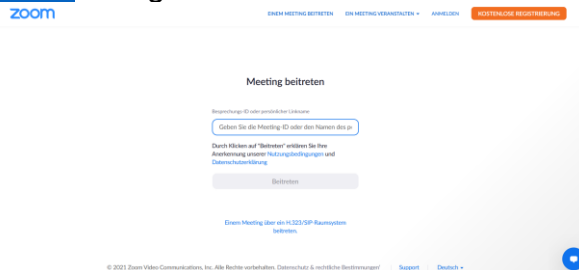 zoom
EINEM MEETING BEITRETEN EIN MEETING VERANSTALTEN ANMELDEN KOSTENLOSE REGISTRIERUNG
Meeting beitreten
Besprechungs-ID oder persönlicher Linkname
Geben Sie die Meeting-ID oder den Namen des p
Durch Klicken auf "Beitreten" erklären Sie Ihre
Anerkennung unserer Nutzungsbedingungen und
Datenschutzerklärung
Beitreten
Einem Meeting über ein H.323/SIP-Raumsystem
beitreten.
© 2021 Zoom Video Communications, Inc. Alle Rechte vorbehalten. Datenschutz & rechtliche Bestimmungen | Support | Deutsch